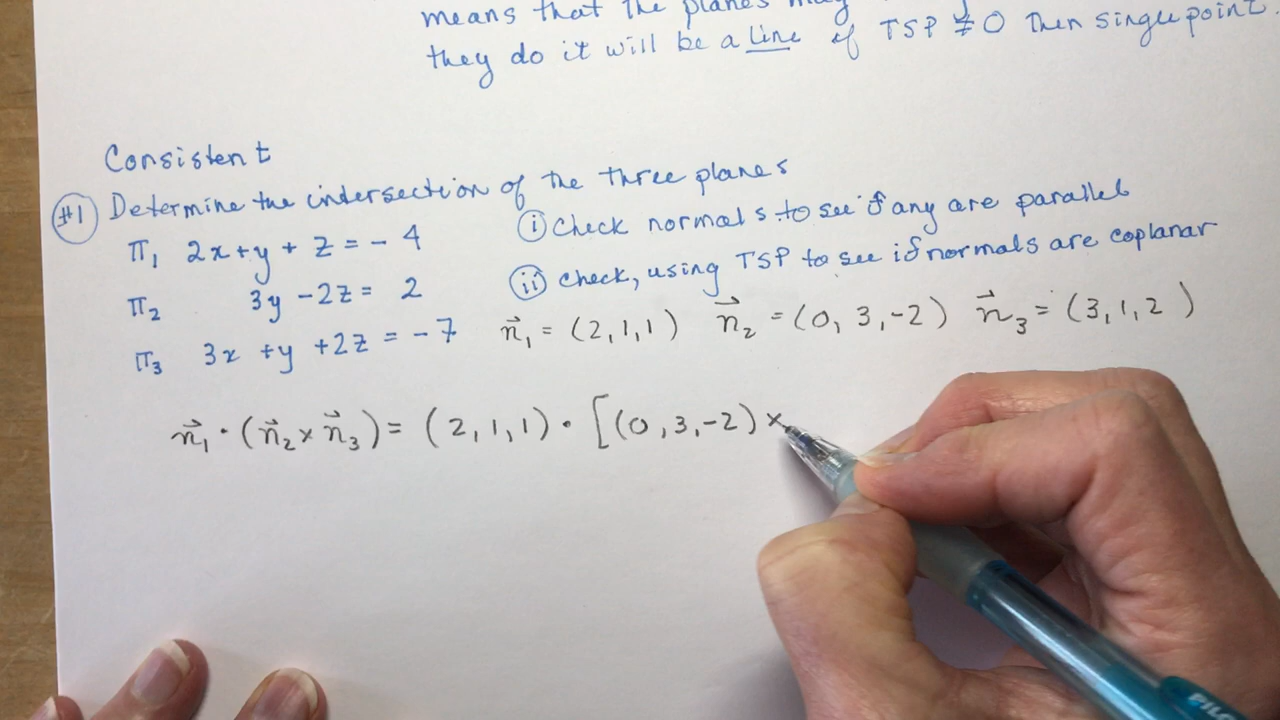 means that the planes may
they do it will be a line if TSP ≠ 0 Then single point.
Consistent
#1 Determine the intersection of the three planes
π₁ 2x + y + z = - 4
π₂ 3y - 2z = 2
π₃ 3x + y + 2z = - 7
i Check normals to see if any are parallel
ii check, using TSP to see if normals are coplanar
n⃗₁ = (2, 1, 1) n⃗₂ = (0, 3, -2) n⃗₃ = (3, 1, 2)
n⃗₁ · (n⃗₂ × n⃗₃) = (2, 1, 1) · [(0, 3, -2) ×